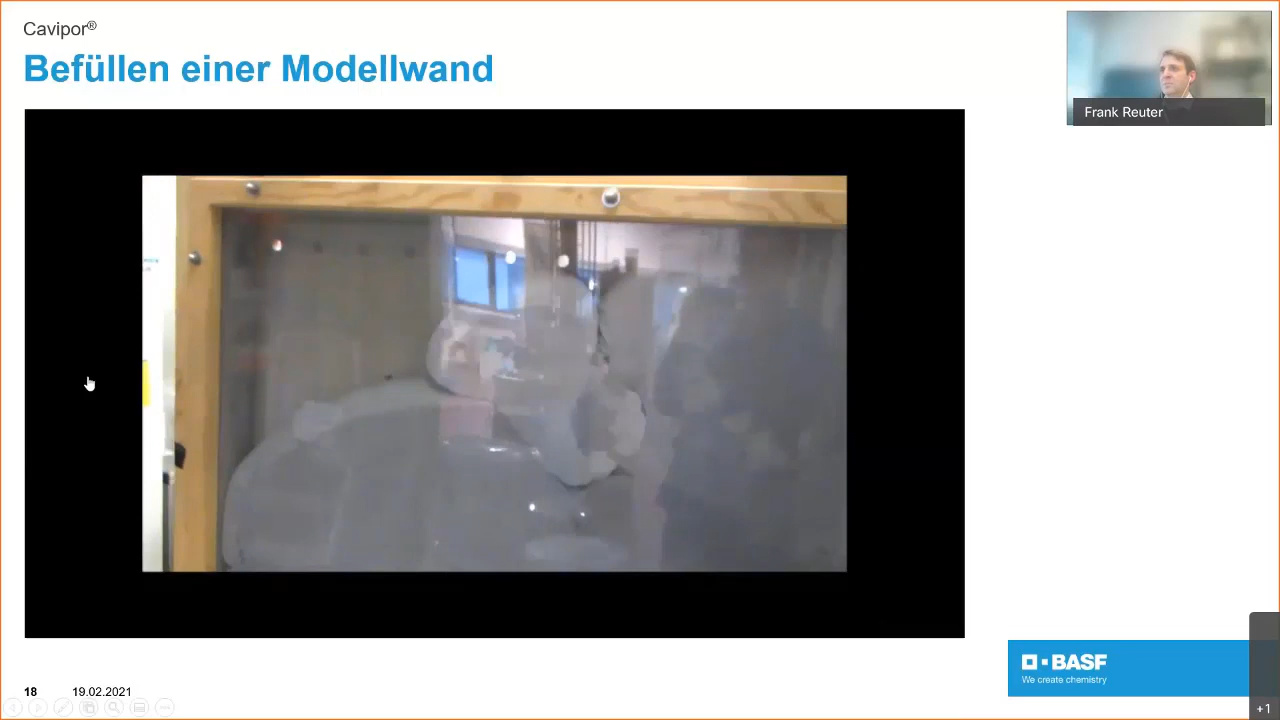 Cavipor®
Befüllen einer Modellwand
Frank Reuter
BASF
We create chemistry
18 19.02.2021
+1